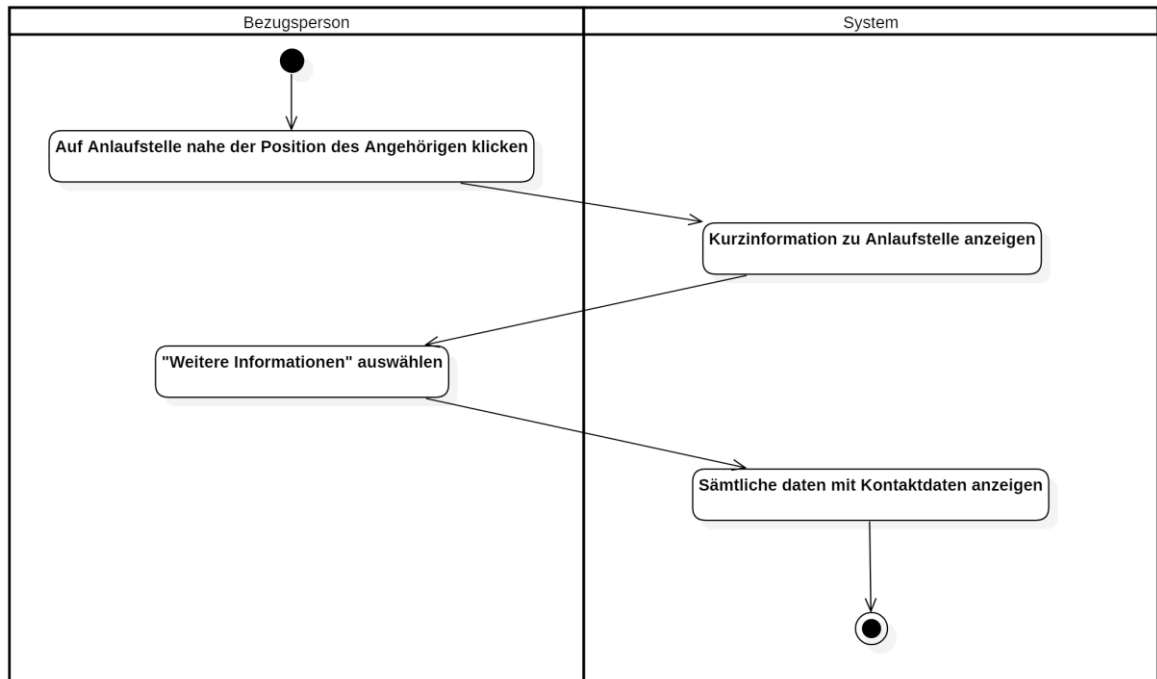 Bezugsperson
System
Auf Anlaufstelle nahe der Position des Angehörigen klicken
Kurzinformation zu Anlaufstelle anzeigen
"Weitere Informationen" auswählen
Sämtliche daten mit Kontaktdaten anzeigen